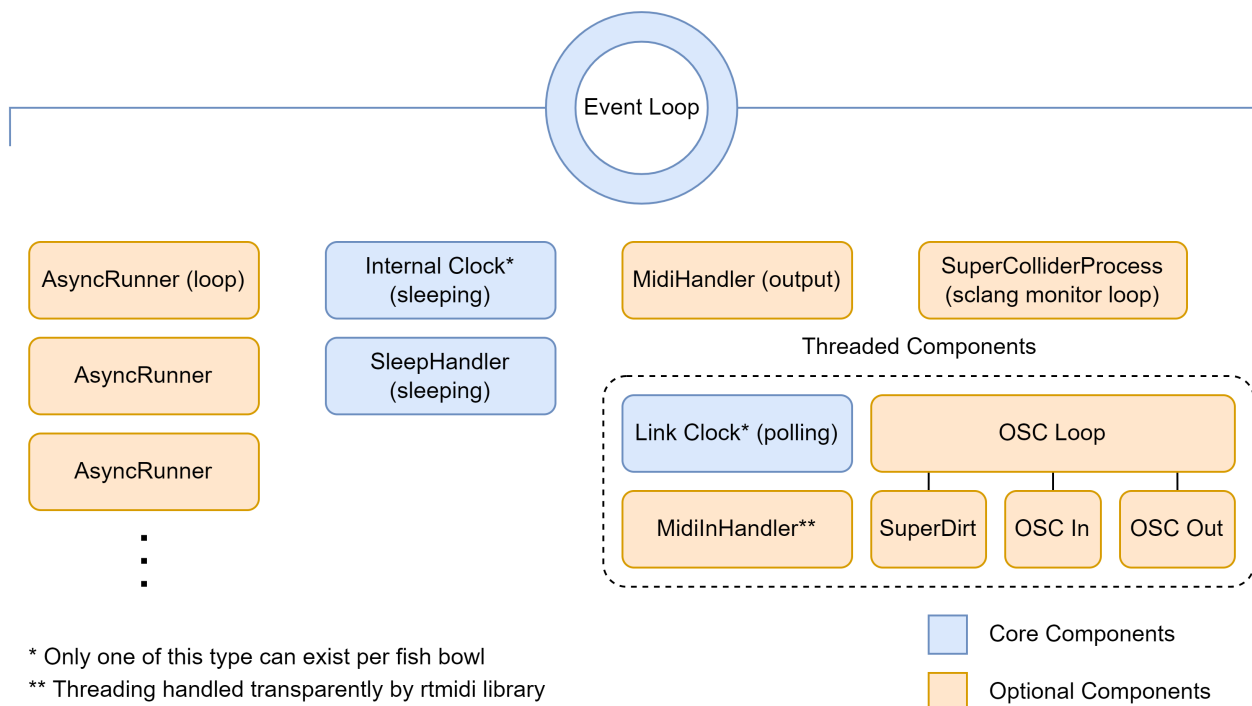 Event Loop
AsyncRunner (loop)
Internal Clock*
(sleeping)
MidiHandler (output)
SuperColliderProcess
(sclang monitor loop)
AsyncRunner
SleepHandler
(sleeping)
Threaded Components
AsyncRunner
Link Clock* (polling)
OSC Loop
MidiInHandler**
SuperDirt
OSC In
OSC Out
Core Components
Optional Components
* Only one of this type can exist per fish bowl
** Threading handled transparently by rtmidi library